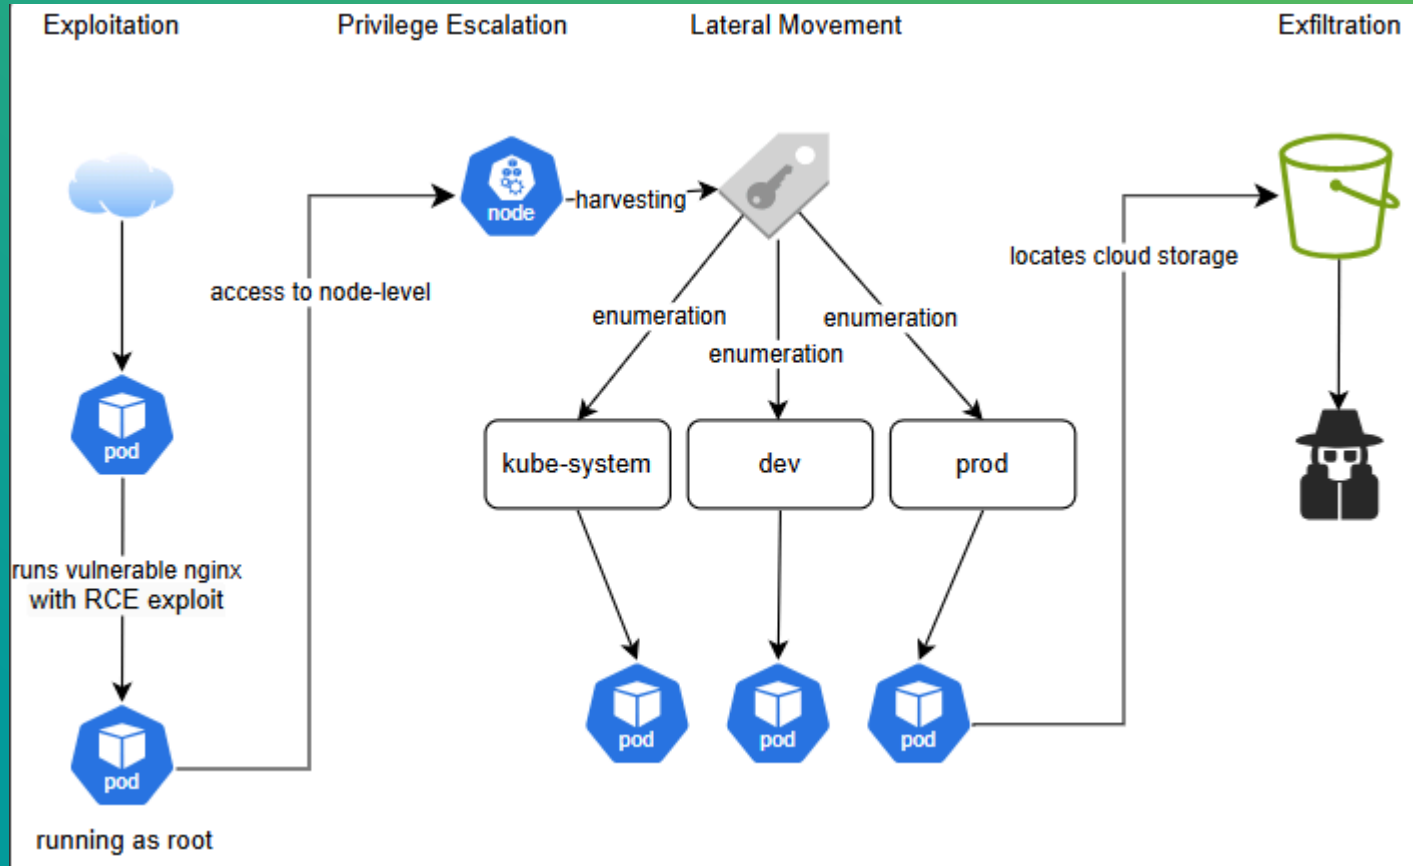 Exploitation
Privilege Escalation
Lateral Movement
Exfiltration
node
harvesting
locates cloud storage
access to node-level
enumeration
enumeration
enumeration
pod
kube-system
dev
prod
runs vulnerable nginx
with RCE exploit
pod
pod
pod
pod
running as root